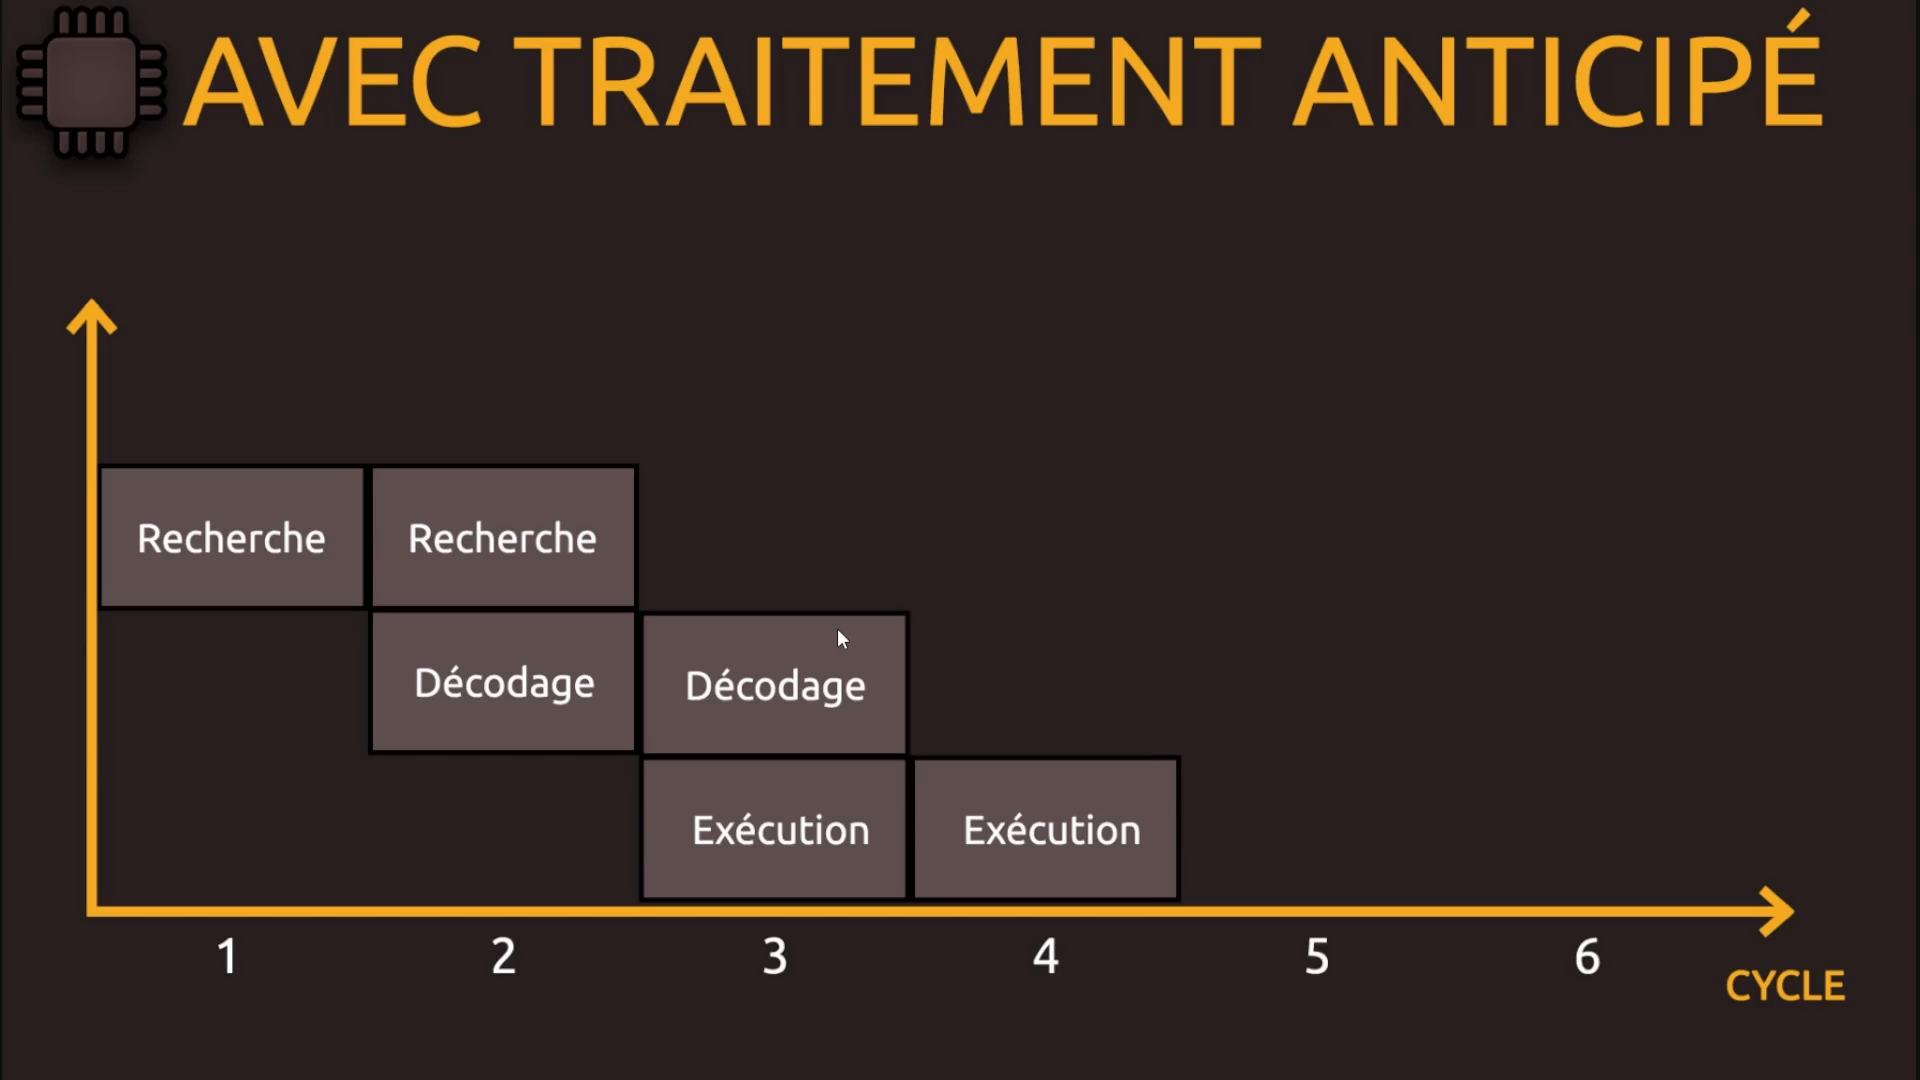 AVEC TRAITEMENT ANTICIPÉ
Recherche Recherche
Décodage Décodage
Exécution Exécution
1 2 3 4 5 6
CYCLE